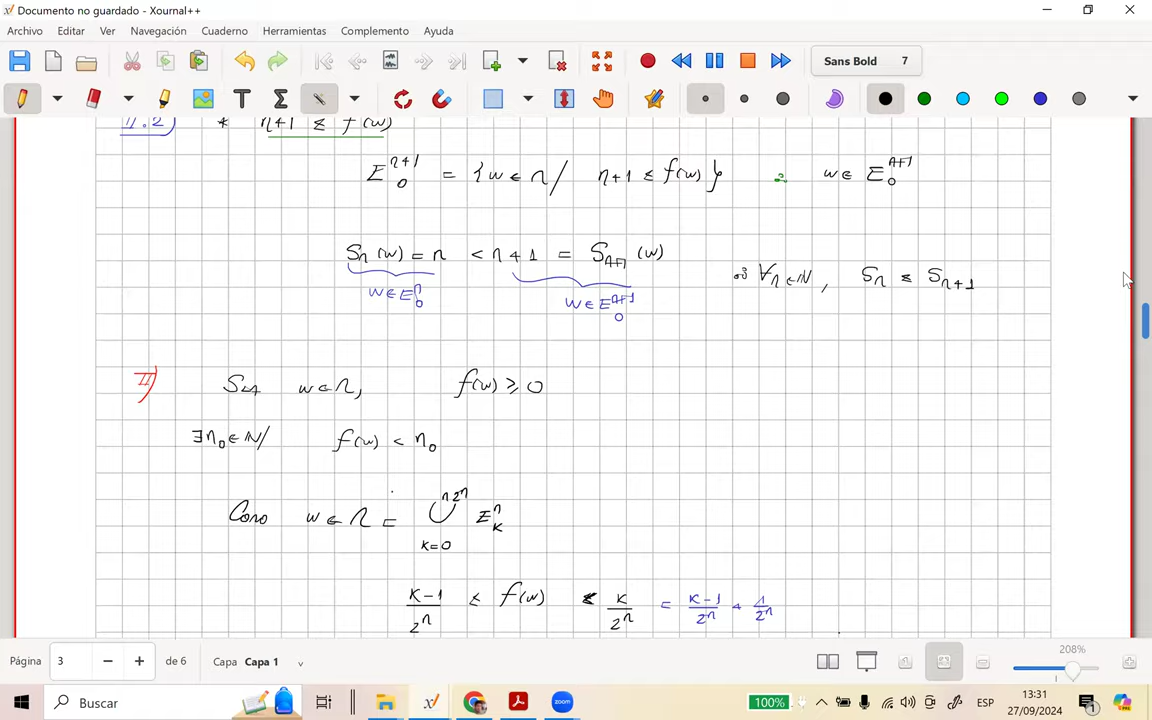 Documento no guardado - Xournal++
Archivo Editar Ver Navegación Cuaderno Herramientas Complemento Ayuda
Sans Bold 7
II.2) * n+1 ≤ f(w)
E₀ⁿ⁺¹ = {w ∈ Ω / n+1 ≤ f(w)} ∴ w ∈ E₀ⁿ⁺¹
Sₙ(w) = n < n+1 = Sₙ₊₁(w)
w ∈ E₀ⁿ w ∈ E₀ⁿ⁺¹
∴ ∀n∈ℕ, Sₙ ≤ Sₙ₊₁
II) Sea w ∈ Ω, f(w) ≥ 0
∃n₀∈ℕ / f(w) < n₀
Como w ∈ Ω = ⋃_{k=0}^{n2ⁿ} Eₖⁿ
(k-1)/2ⁿ ≤ f(w) < k/2ⁿ = (k-1)/2ⁿ + 1/2ⁿ
Página 3 de 6 Capa Capa 1 208%
Buscar 100% ESP 13:31
27/09/2024